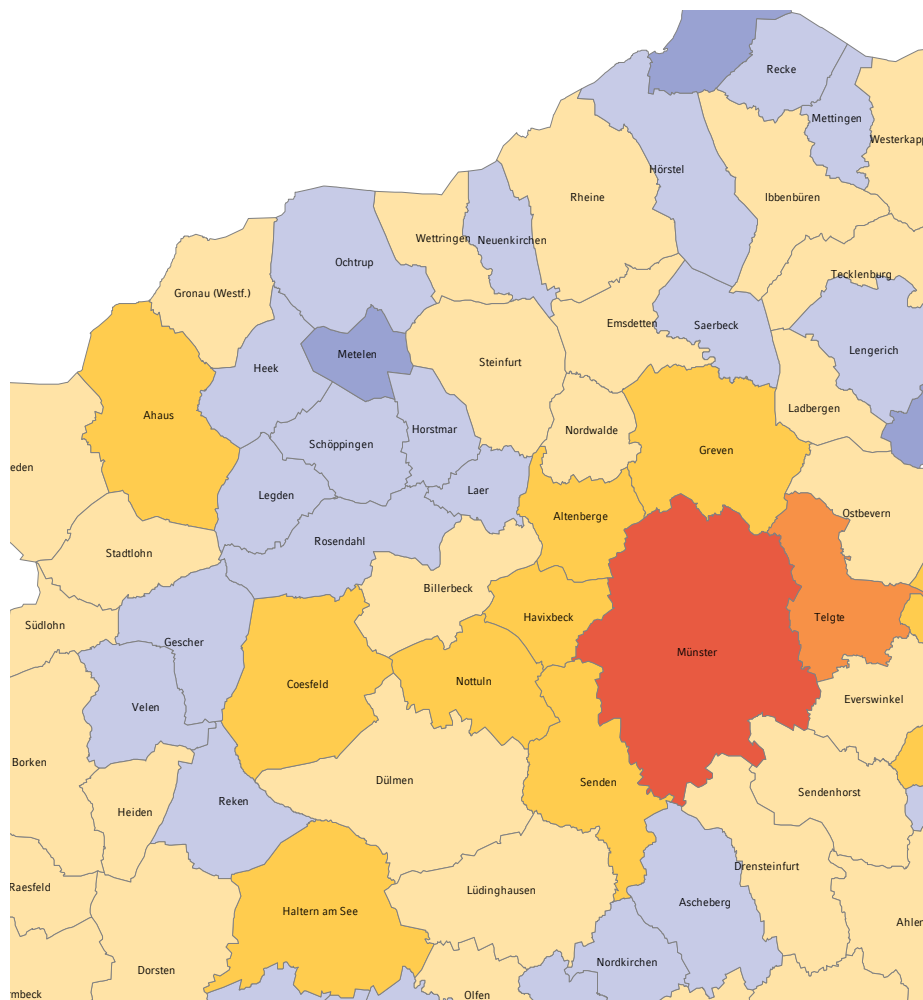 Recke
Mettingen
Westerkapp
Hörstel
Rheine
Ibbenbüren
Wettringen
Neuenkirchen
Ochtrup
Tecklenburg
Gronau (Westf.)
Emsdetten
Saerbeck
Lengerich
Metelen
Steinfurt
Heek
Ladbergen
Ahaus
Horstmar
Nordwalde
Schöppingen
Greven
eden
Laer
Legden
Ostbevern
Altenberge
Rosendahl
Stadtlohn
Billerbeck
Havixbeck
Telgte
Südlohn
Gescher
Münster
Nottuln
Coesfeld
Everswinkel
Velen
Borken
Dülmen
Senden
Sendenhorst
Reken
Heiden
Drensteinfurt
Raesfeld
Lüdinghausen
Ascheberg
Haltern am See
Ahlen
Nordkirchen
Dorsten
mbeck
Olfen